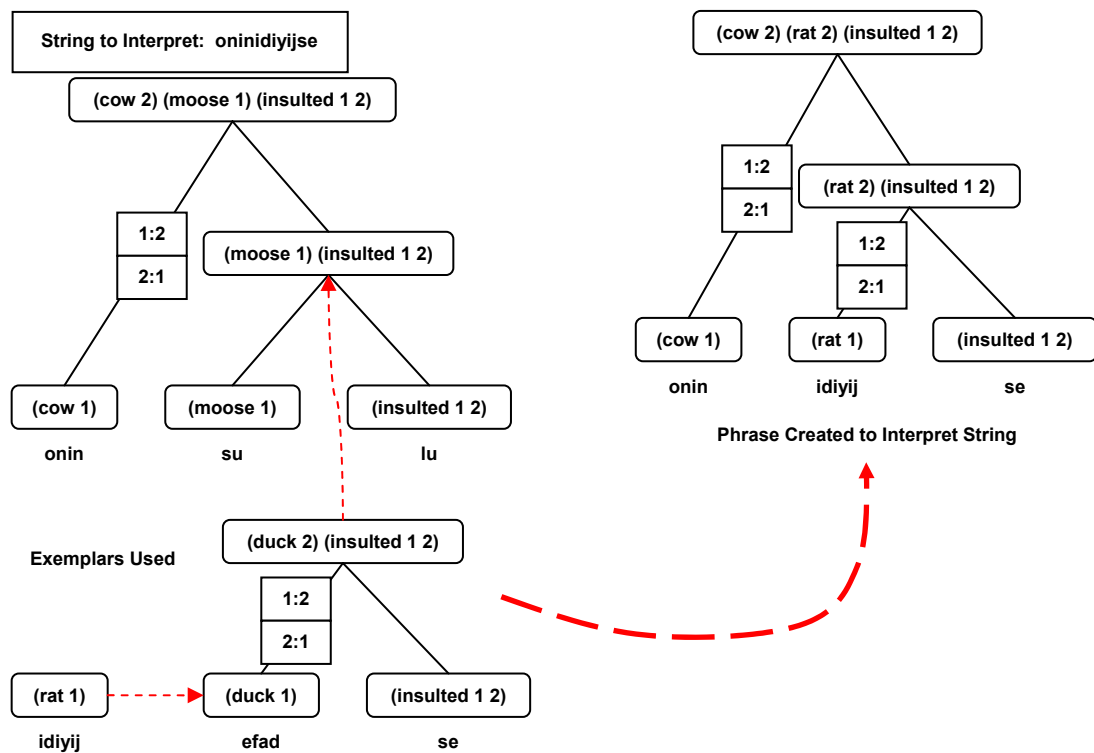 String to Interpret: oninidiyijse
(cow 2) (moose 1) (insulted 1 2)
1:2
2:1
(moose 1) (insulted 1 2)
(cow 1)
(moose 1)
(insulted 1 2)
onin
su
lu
Exemplars Used
(duck 2) (insulted 1 2)
1:2
2:1
(rat 1)
(duck 1)
(insulted 1 2)
idiyij
efad
se
(cow 2) (rat 2) (insulted 1 2)
1:2
2:1
(rat 2) (insulted 1 2)
1:2
2:1
(cow 1)
(rat 1)
(insulted 1 2)
onin
idiyij
se
Phrase Created to Interpret String